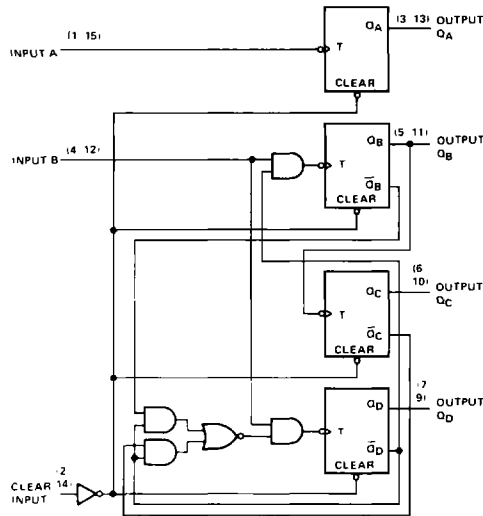 QA (3 13) OUTPUT
(1 15) QA
INPUT A T
CLEAR
QB (5 11) OUTPUT
(4 12) QB
INPUT B T
Q̄B
CLEAR
(6
QC 10) OUTPUT
QC
T
Q̄C
CLEAR
(7
QD 9) OUTPUT
QD
T
Q̄D
(2
CLEAR 14) CLEAR
INPUT